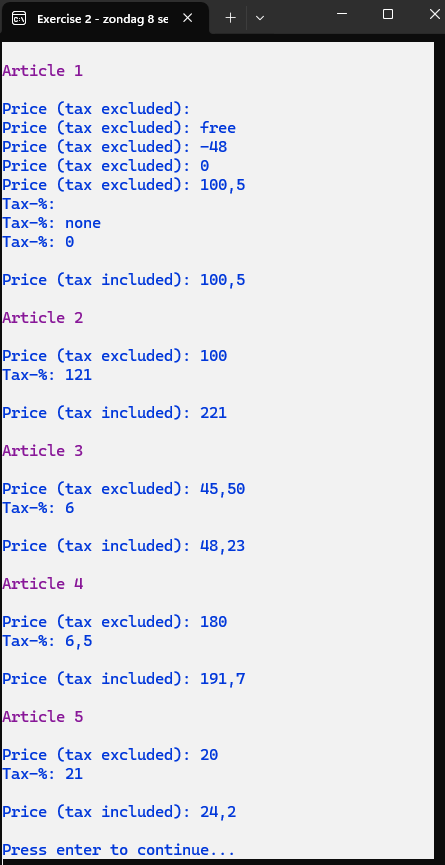 Exercise 2 - zondag 8 se
Article 1
Price (tax excluded):
Price (tax excluded): free
Price (tax excluded): -48
Price (tax excluded): 0
Price (tax excluded): 100,5
Tax-%:
Tax-%: none
Tax-%: 0
Price (tax included): 100,5
Article 2
Price (tax excluded): 100
Tax-%: 121
Price (tax included): 221
Article 3
Price (tax excluded): 45,50
Tax-%: 6
Price (tax included): 48,23
Article 4
Price (tax excluded): 180
Tax-%: 6,5
Price (tax included): 191,7
Article 5
Price (tax excluded): 20
Tax-%: 21
Price (tax included): 24,2
Press enter to continue...